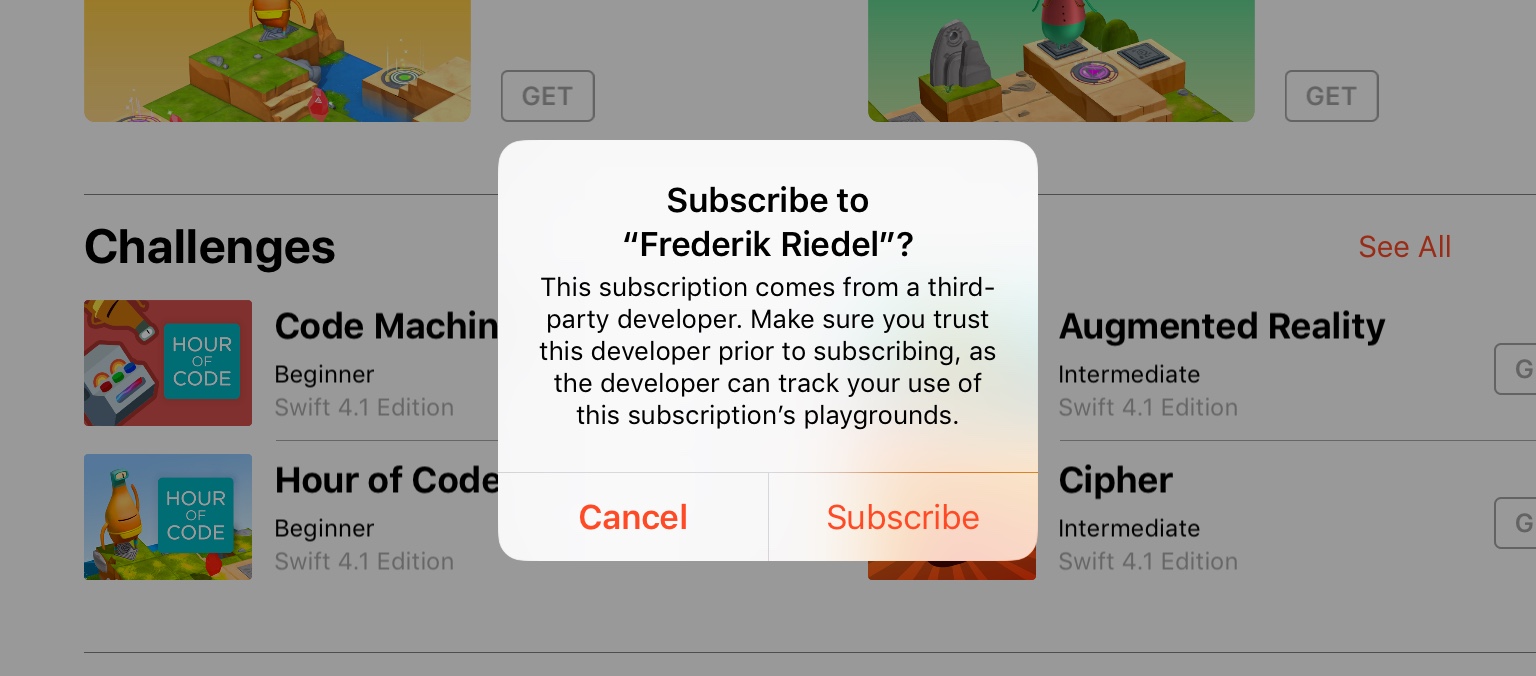 GET
GET
Subscribe to
“Frederik Riedel”?
This subscription comes from a third-
party developer. Make sure you trust
this developer prior to subscribing, as
the developer can track your use of
this subscription’s playgrounds.
Cancel
Subscribe
Challenges
See All
HOUR
OF
CODE
Code Machin
Beginner
Swift 4.1 Edition
Augmented Reality
Intermediate
Swift 4.1 Edition
G
HOUR
OF
CODE
Hour of Code
Beginner
Swift 4.1 Edition
Cipher
Intermediate
Swift 4.1 Edition
G